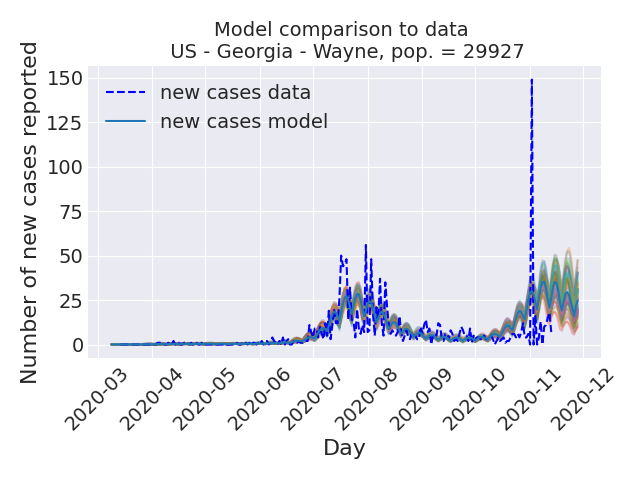 Model comparison to data
US - Georgia - Wayne, pop. = 29927
Number of new cases reported
150
125
100
75
50
25
0
new cases data
new cases model
2020-03
2020-04
2020-05
2020-06
2020-07
2020-08
2020-09
2020-10
2020-11
2020-12
Day